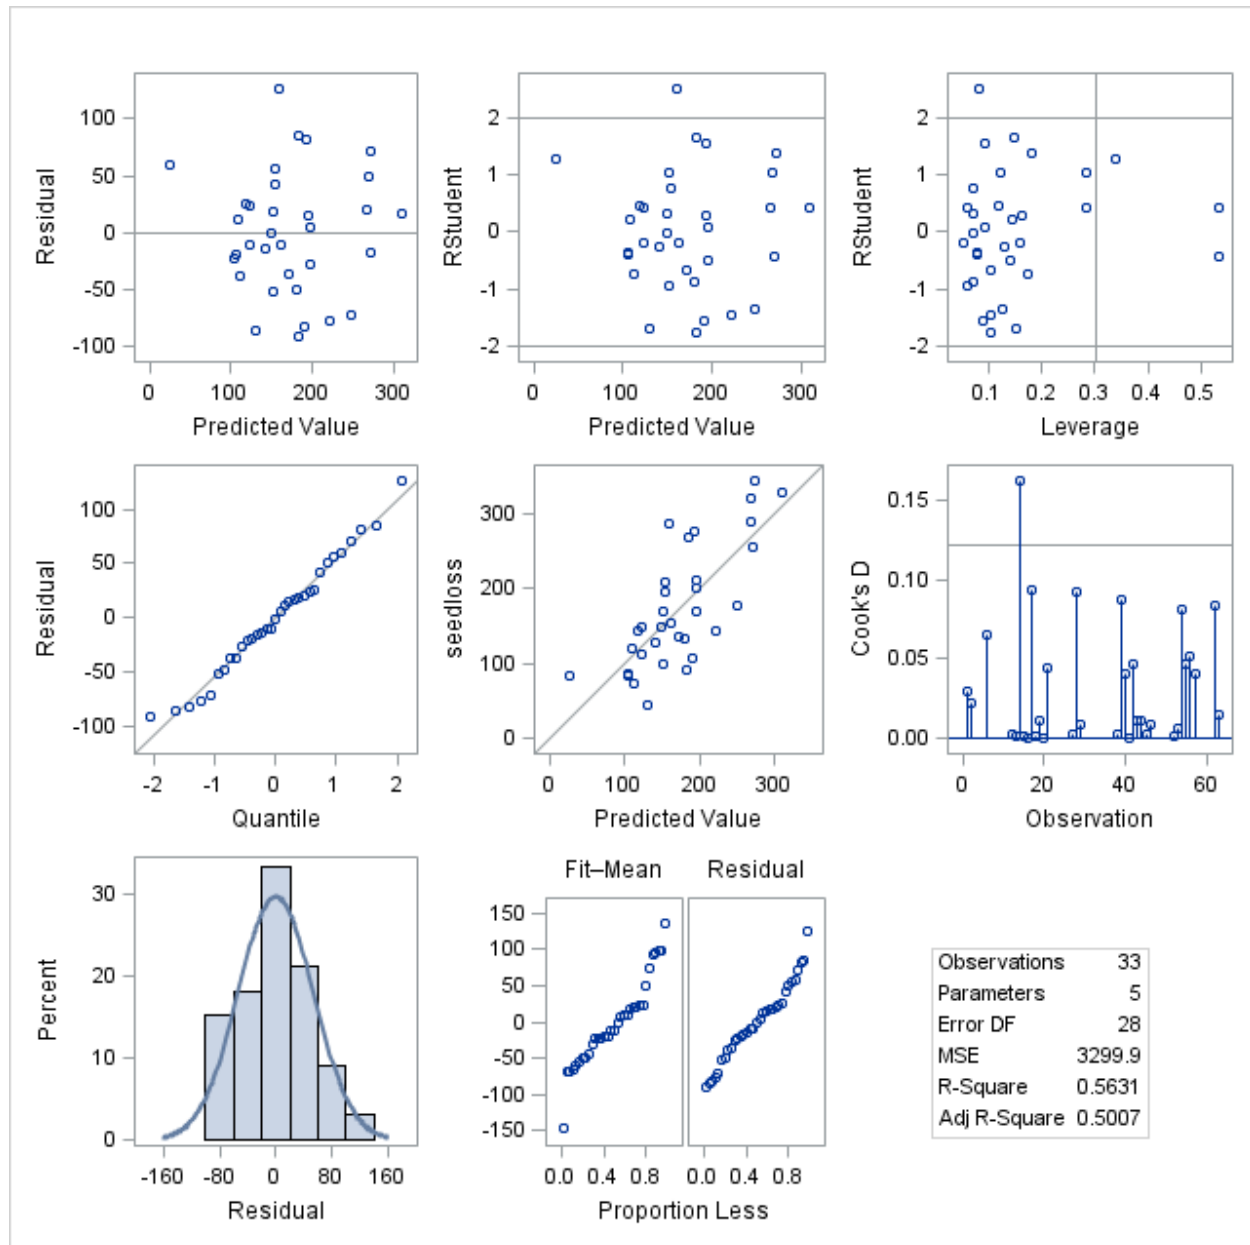 100
50
0
-50
-100
Residual
0 100 200 300
Predicted Value
2
1
0
-1
-2
RStudent
0 100 200 300
Predicted Value
2
1
0
-1
-2
RStudent
0.1 0.2 0.3 0.4 0.5
Leverage
100
50
0
-50
-100
Residual
-2 -1 0 1 2
Quantile
300
200
100
0
seedloss
0 100 200 300
Predicted Value
0.15
0.10
0.05
0.00
Cook's D
0 20 40 60
Observation
30
20
10
0
Percent
-160 -80 0 80 160
Residual
Fit–Mean Residual
150
100
50
0
-50
-100
-150
0.0 0.4 0.8 0.0 0.4 0.8
Proportion Less
Observations 33
Parameters 5
Error DF 28
MSE 3299.9
R-Square 0.5631
Adj R-Square 0.5007